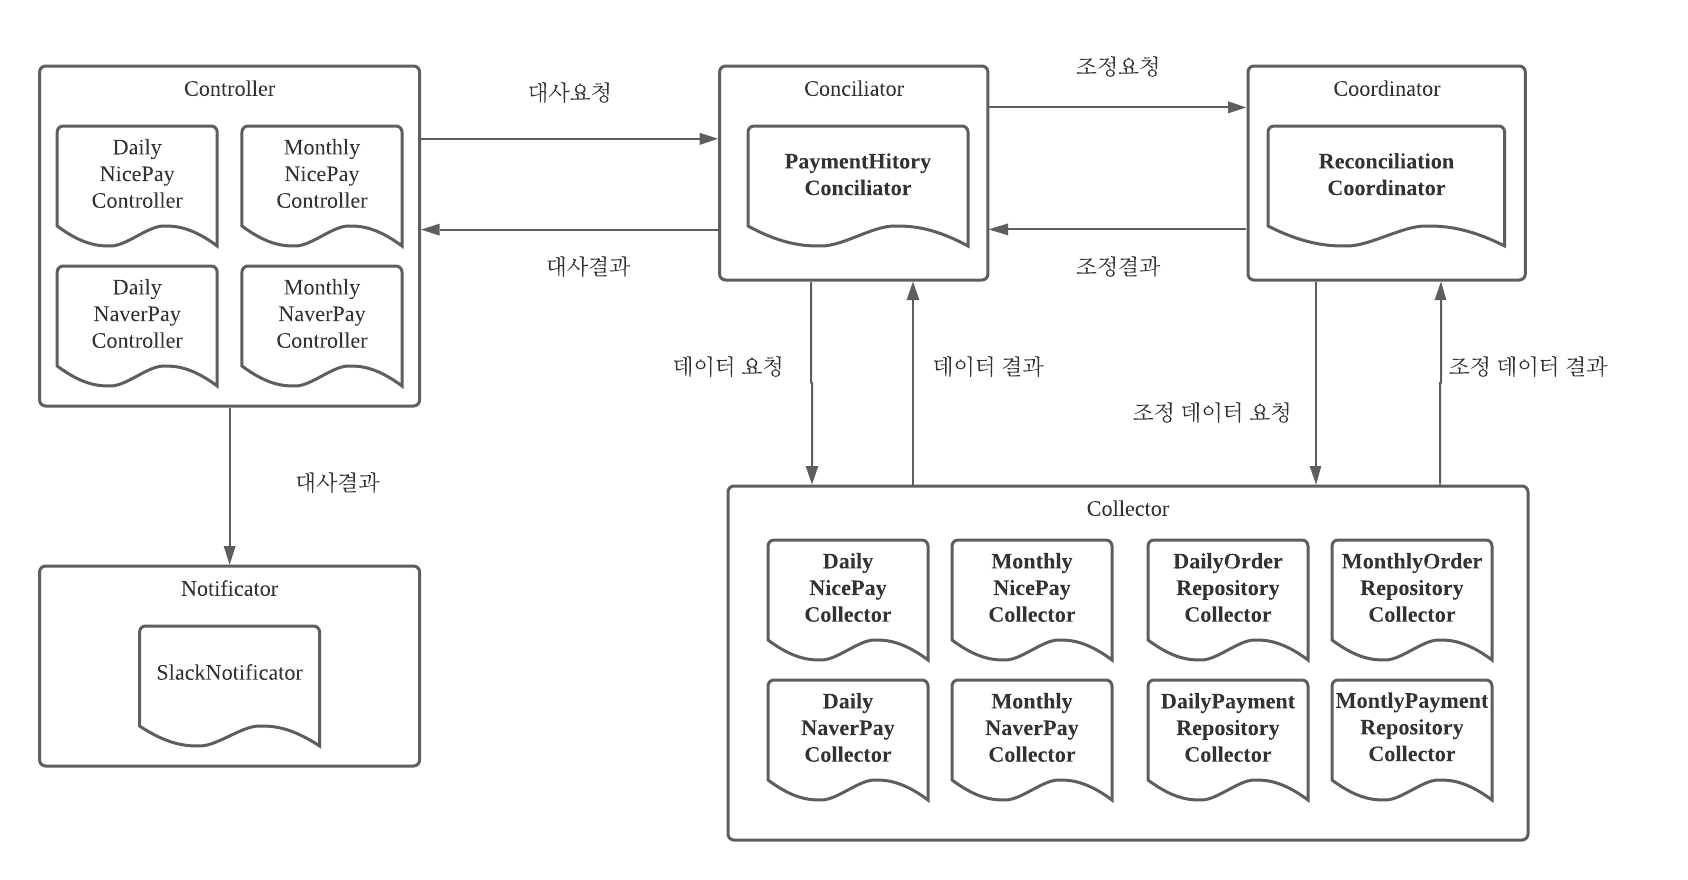 Controller
Daily
NicePay
Controller
Monthly
NicePay
Controller
Daily
NaverPay
Controller
Monthly
NaverPay
Controller
대사요청
대사결과
Conciliator
PaymentHitory
Conciliator
조정요청
조정결과
Coordinator
Reconciliation
Coordinator
데이터 요청
데이터 결과
조정 데이터 요청
조정 데이터 결과
대사결과
Notificator
SlackNotificator
Collector
Daily
NicePay
Collector
Monthly
NicePay
Collector
DailyOrder
Repository
Collector
MonthlyOrder
Repository
Collector
Daily
NaverPay
Collector
Monthly
NaverPay
Collector
DailyPayment
Repository
Collector
MontlyPayment
Repository
Collector